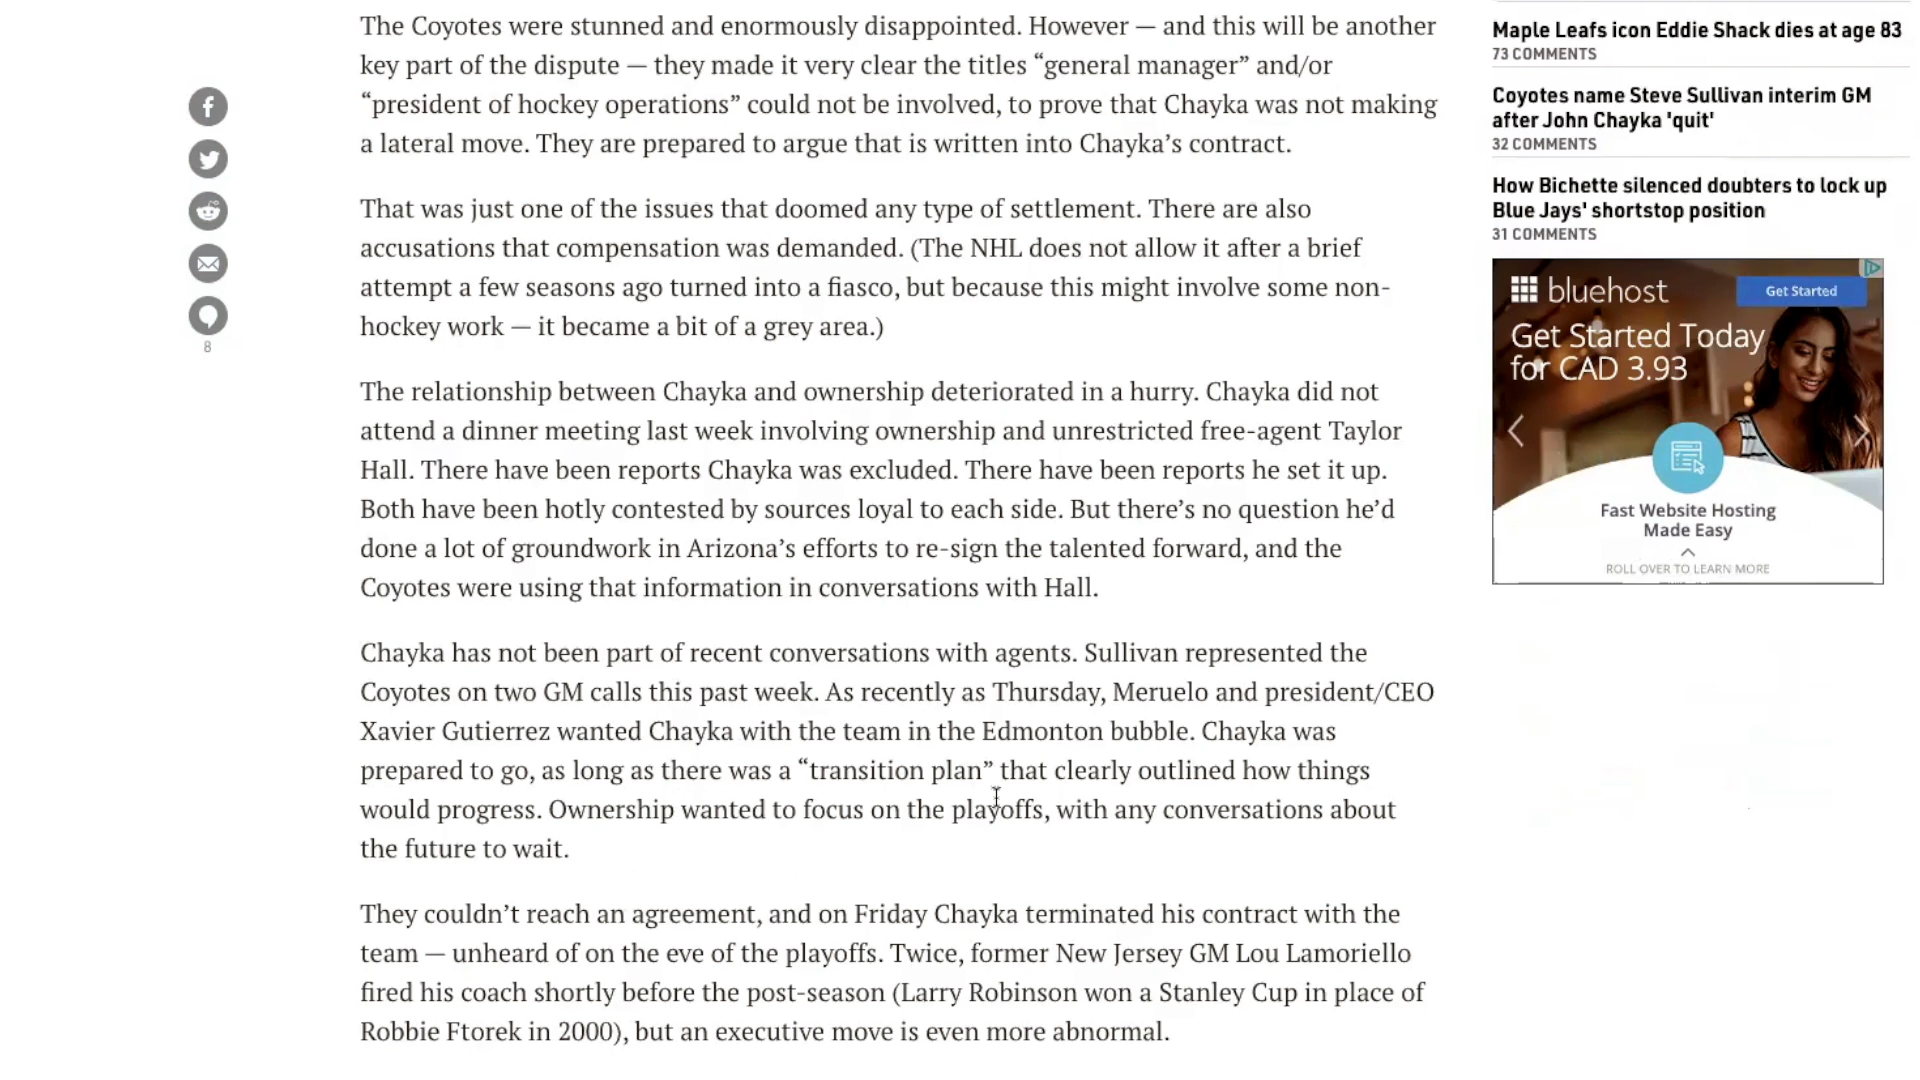 The Coyotes were stunned and enormously disappointed. However — and this will be another
key part of the dispute — they made it very clear the titles “general manager” and/or
“president of hockey operations” could not be involved, to prove that Chayka was not making
a lateral move. They are prepared to argue that is written into Chayka’s contract.
That was just one of the issues that doomed any type of settlement. There are also
accusations that compensation was demanded. (The NHL does not allow it after a brief
attempt a few seasons ago turned into a fiasco, but because this might involve some non-
hockey work — it became a bit of a grey area.)
The relationship between Chayka and ownership deteriorated in a hurry. Chayka did not
attend a dinner meeting last week involving ownership and unrestricted free-agent Taylor
Hall. There have been reports Chayka was excluded. There have been reports he set it up.
Both have been hotly contested by sources loyal to each side. But there’s no question he’d
done a lot of groundwork in Arizona’s efforts to re-sign the talented forward, and the
Coyotes were using that information in conversations with Hall.
Chayka has not been part of recent conversations with agents. Sullivan represented the
Coyotes on two GM calls this past week. As recently as Thursday, Meruelo and president/CEO
Xavier Gutierrez wanted Chayka with the team in the Edmonton bubble. Chayka was
prepared to go, as long as there was a “transition plan” that clearly outlined how things
would progress. Ownership wanted to focus on the playoffs, with any conversations about
the future to wait.
They couldn’t reach an agreement, and on Friday Chayka terminated his contract with the
team — unheard of on the eve of the playoffs. Twice, former New Jersey GM Lou Lamoriello
fired his coach shortly before the post-season (Larry Robinson won a Stanley Cup in place of
Robbie Ftorek in 2000), but an executive move is even more abnormal.
8
Maple Leafs icon Eddie Shack dies at age 83
73 COMMENTS
Coyotes name Steve Sullivan interim GM
after John Chayka 'quit'
32 COMMENTS
How Bichette silenced doubters to lock up
Blue Jays' shortstop position
31 COMMENTS
bluehost
Get Started
Get Started Today
for CAD 3.93
Fast Website Hosting
Made Easy
ROLL OVER TO LEARN MORE